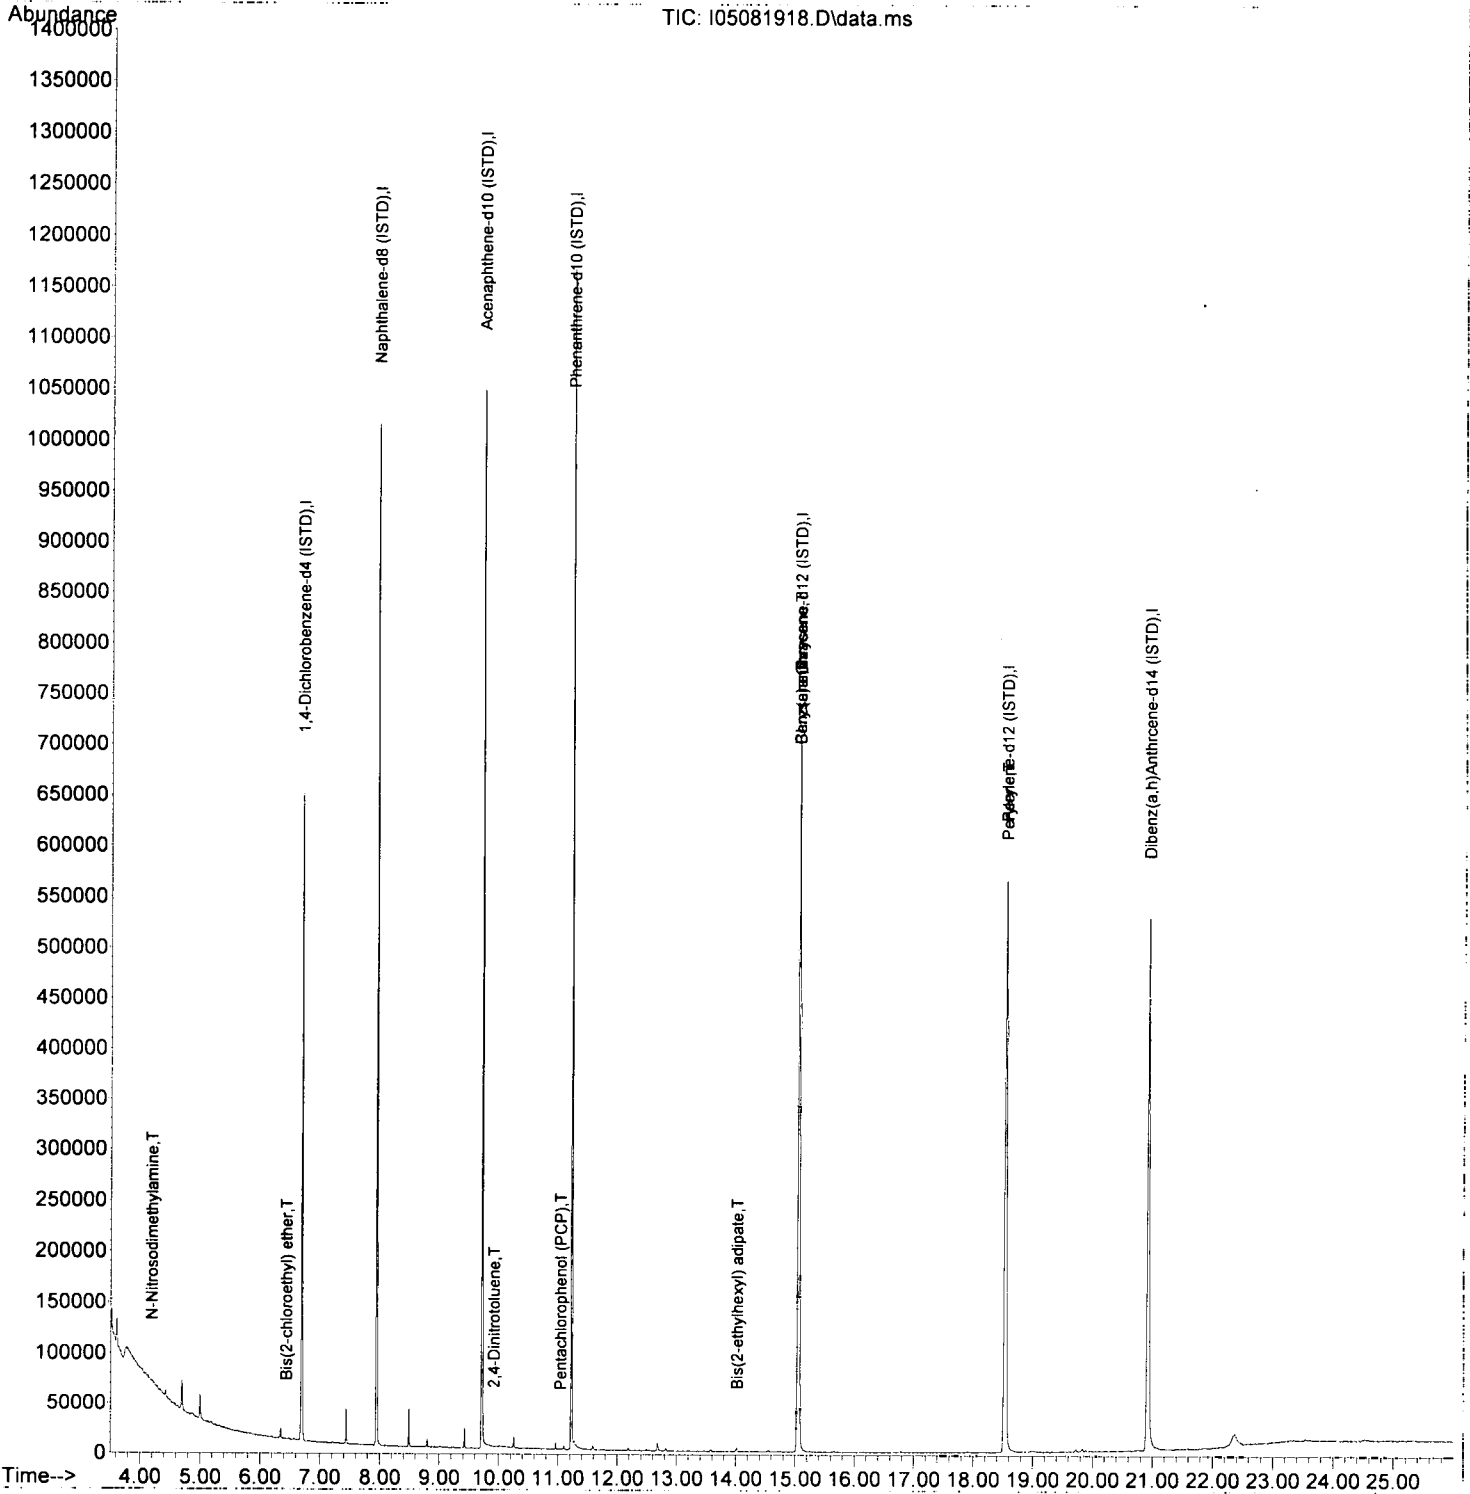 Abundance
TIC: I05081918.D\data.ms
1400000
1350000
1300000
1250000
1200000
1150000
1100000
1050000
1000000
950000
900000
850000
800000
750000
700000
650000
600000
550000
500000
450000
400000
350000
300000
250000
200000
150000
100000
50000
0
N-Nitrosodimethylamine,T
Bis(2-chloroethyl) ether,T
1,4-Dichlorobenzene-d4 (ISTD),I
Naphthalene-d8 (ISTD),I
Acenaphthene-d10 (ISTD),I
2,4-Dinitrotoluene,T
Pentachlorophenol (PCP),T
Phenanthrene-d10 (ISTD),I
Bis(2-ethylhexyl) adipate,T
d12 (ISTD),I
Perylene-d12 (ISTD),I
Dibenz(a,h)Anthrcene-d14 (ISTD),I
Time--> 4.00 5.00 6.00 7.00 8.00 9.00 10.00 11.00 12.00 13.00 14.00 15.00 16.00 17.00 18.00 19.00 20.00 21.00 22.00 23.00 24.00 25.00